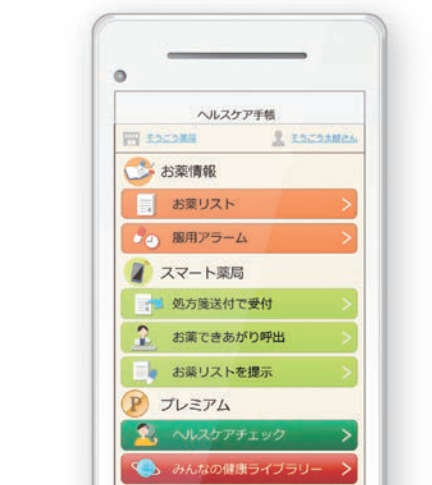 ヘルスケア手帳
そうごう薬局 そうごう太郎さん
お薬情報
お薬リスト
服用アラーム
スマート薬局
処方箋送付で受付
お薬できあがり呼出
お薬リストを提示
P プレミアム
ヘルスケアチェック
みんなの健康ライブラリー